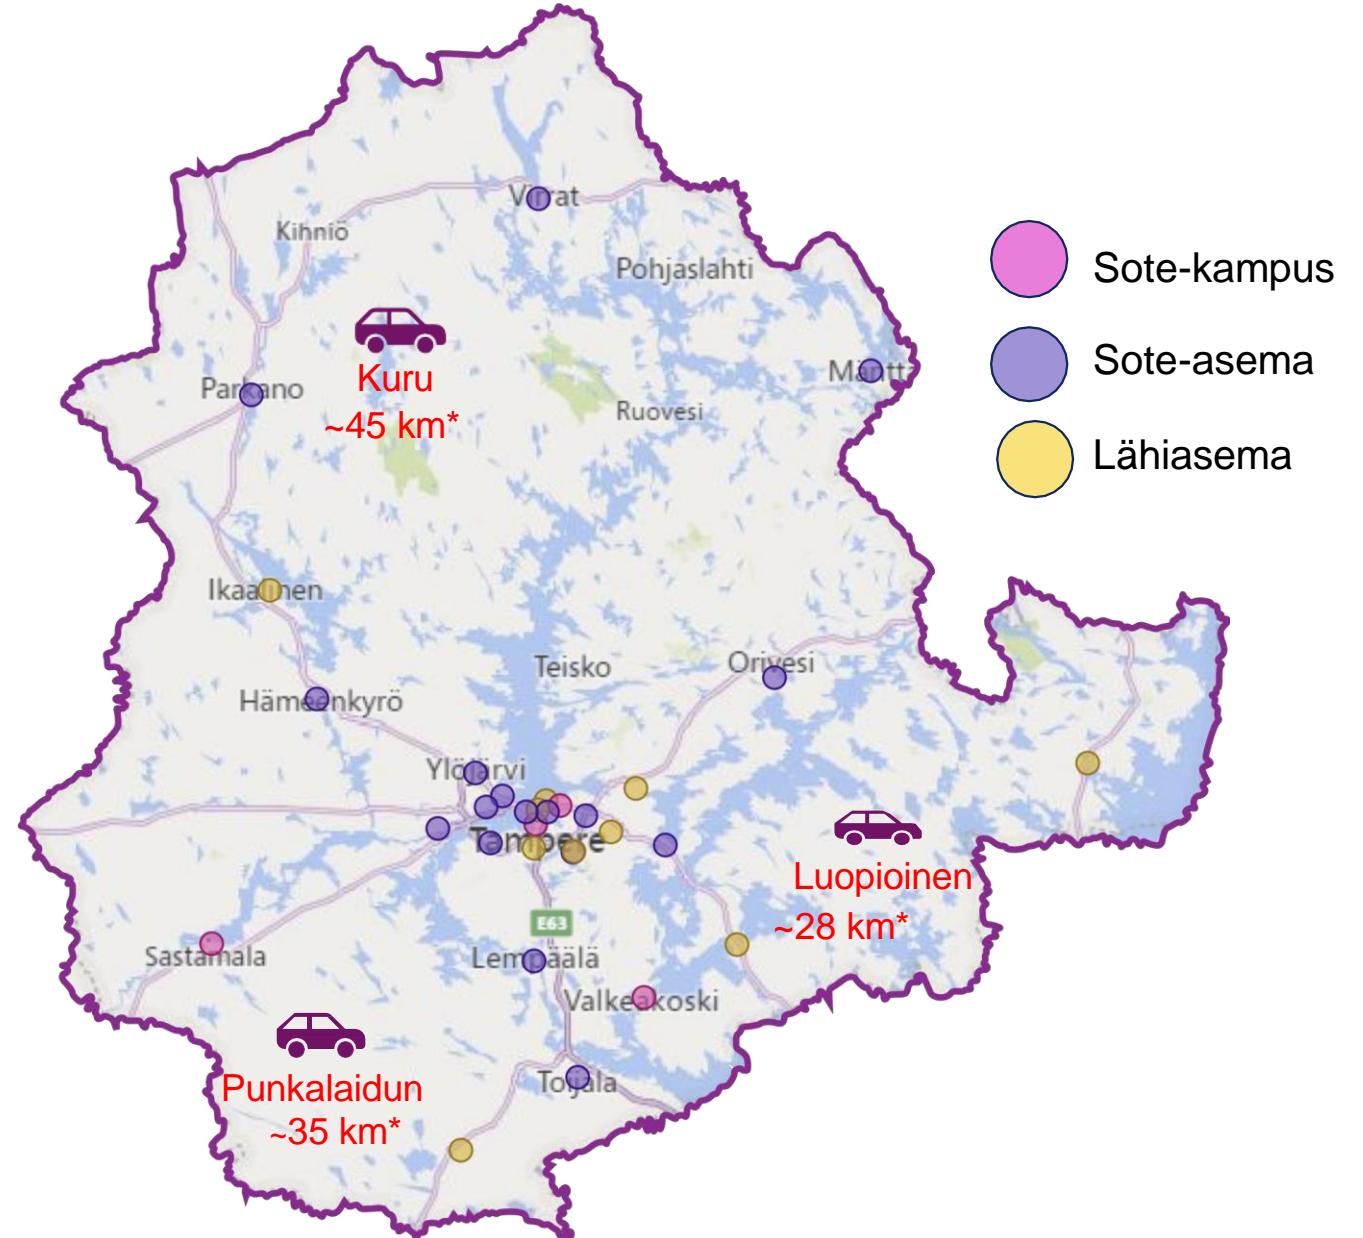 Virrat
Kihniö
Pohjaslahti
Sote-kampus
Sote-asema
Lähiasema
Mänttä
Parkano
Kuru
~45 km*
Ruovesi
Ikaalinen
Teisko
Orivesi
Hämeenkyrö
Ylöjärvi
Tampere
Luopioinen
~28 km*
E63
Sastamala
Lempäälä
Valkeakoski
Toijala
Punkalaidun
~35 km*